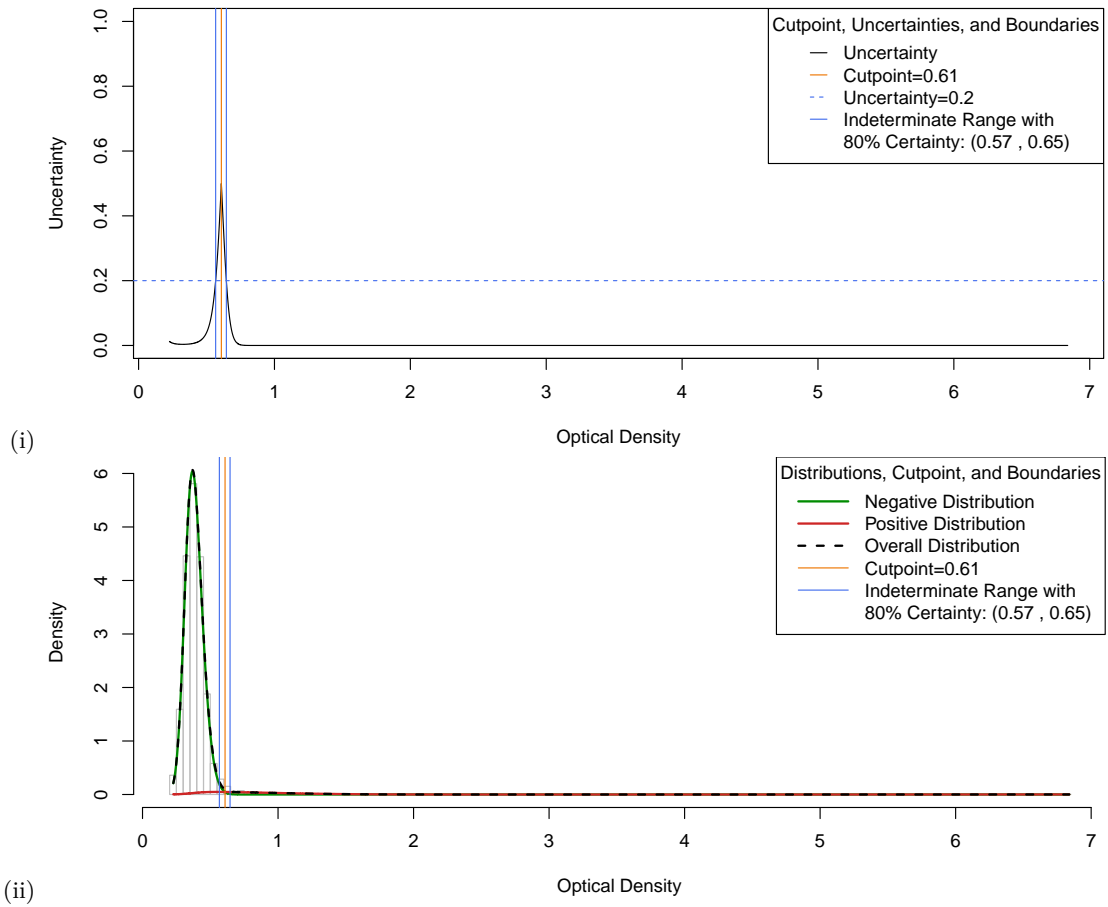 Cutpoint, Uncertainties, and Boundaries
Uncertainty
Cutpoint=0.61
Uncertainty=0.2
Indeterminate Range with
80% Certainty: (0.57 , 0.65)
Uncertainty
1.0
0.8
0.6
0.4
0.2
0.0
0 1 2 3 4 5 6 7
Optical Density
(i)
Distributions, Cutpoint, and Boundaries
Negative Distribution
Positive Distribution
Overall Distribution
Cutpoint=0.61
Indeterminate Range with
80% Certainty: (0.57 , 0.65)
Density
6
5
4
3
2
1
0
0 1 2 3 4 5 6 7
Optical Density
(ii)